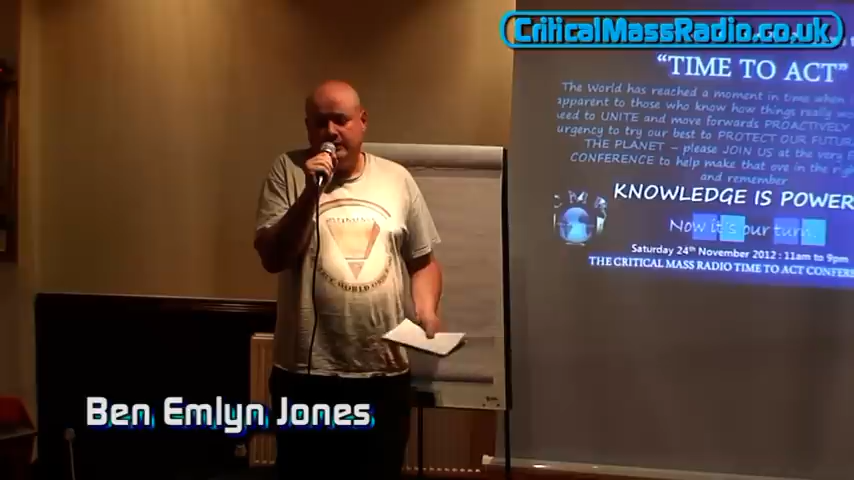 CriticalMassRadio.co.uk
"TIME TO ACT"
The World has reached a moment in time when
apparent to those who know how things really
need to UNITE and move forwards PROACTIVELY
urgency to try our best to PROTECT OUR
THE PLANET – please JOIN US at the very
CONFERENCE to help make that ove in the
and remember
KNOWLEDGE IS POWER
Now it's our turn.
Saturday 24th November 2012 : 11am to 9pm
THE CRITICAL MASS RADIO TIME TO ACT
WORLD
Ben Emlyn Jones